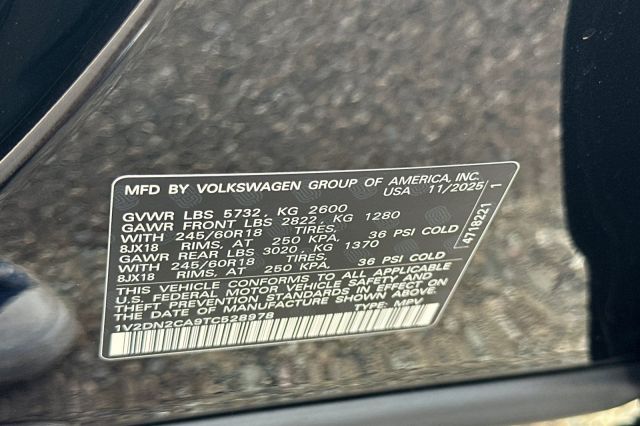 MFD BY VOLKSWAGEN GROUP OF AMERICA, INC.
USA 11/2025
GVWR LBS 5732, KG 2600
GAWR FRONT LBS 2822, KG 1280
WITH 245/60R18 TIRES,
8JX18 RIMS, AT 250 KPA, 36 PSI COLD
GAWR REAR LBS 3020, KG 1370
WITH 245/60R18 TIRES,
8JX18 RIMS, AT 250 KPA, 36 PSI COLD
THIS VEHICLE CONFORMS TO ALL APPLICABLE
U.S. FEDERAL MOTOR VEHICLE SAFETY AND
THEFT PREVENTION STANDARDS IN EFFECT ON
THE DATE OF MANUFACTURE SHOWN ABOVE.
1V2DN2CA9TC528978 TYPE: MPV
4718221 1